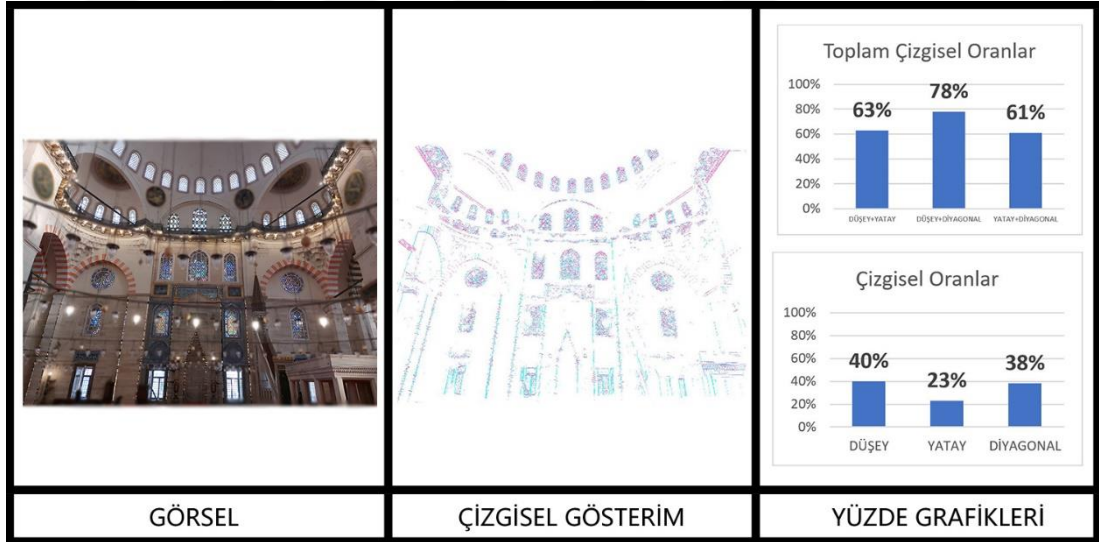 Toplam Çizgisel Oranlar
100%
80%
60%
40%
20%
0%
63%
78%
61%
DÜŞEY+YATAY
DÜŞEY+DİYAGONAL
YATAY+DİYAGONAL
Çizgisel Oranlar
100%
80%
60%
40%
20%
0%
40%
23%
38%
DÜŞEY
YATAY
DİYAGONAL
GÖRSEL
ÇİZGİSEL GÖSTERİM
YÜZDE GRAFİKLERİ